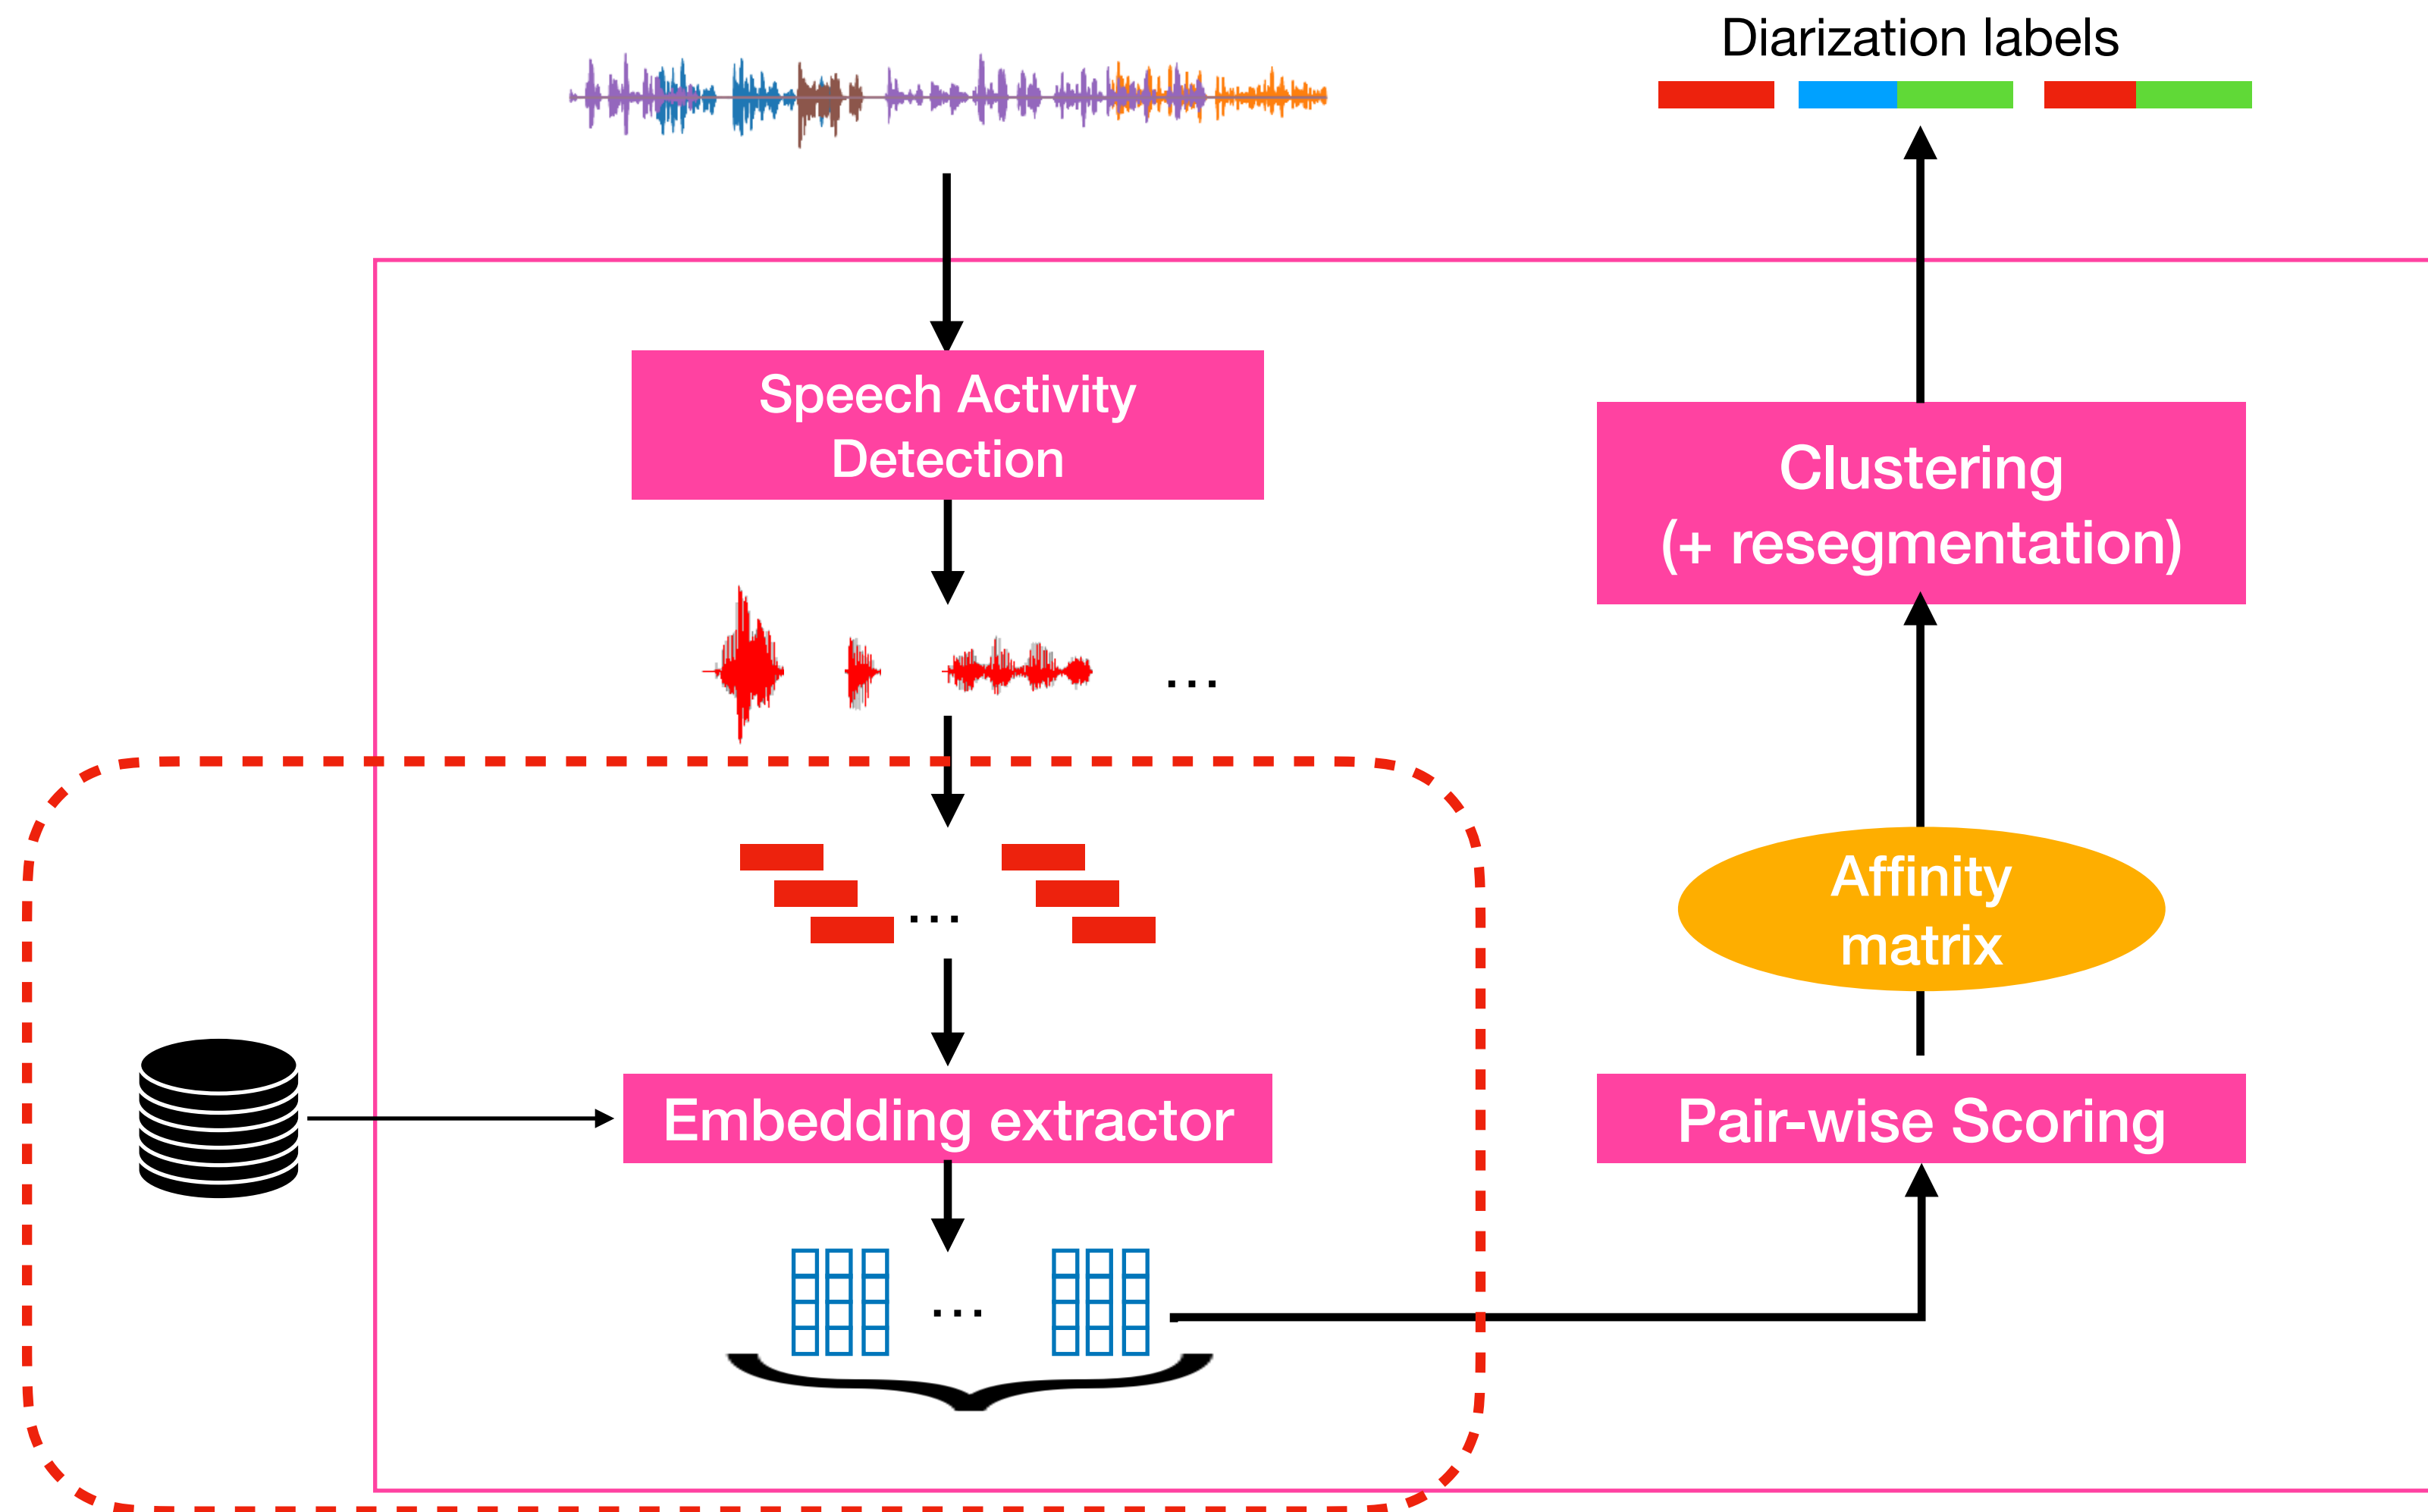 Diarization labels
Speech Activity
Detection
...
...
Embedding extractor
...
Clustering
(+ resegmentation)
Affinity
matrix
Pair-wise Scoring